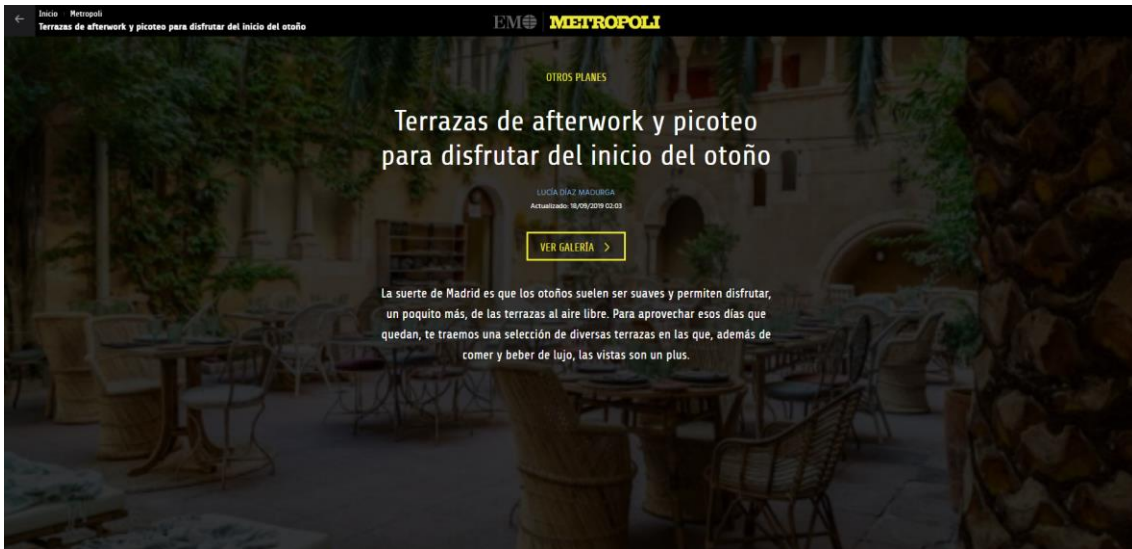 Inicio › Metropoli
Terrazas de afterwork y picoteo para disfrutar del inicio del otoño
EM METROPOLI
OTROS PLANES
Terrazas de afterwork y picoteo
para disfrutar del inicio del otoño
LUCÍA DÍAZ MADURGA
Actualizado: 18/09/2019 02:03
VER GALERÍA >
La suerte de Madrid es que los otoños suelen ser suaves y permiten disfrutar,
un poquito más, de las terrazas al aire libre. Para aprovechar esos días que
quedan, te traemos una selección de diversas terrazas en las que, además de
comer y beber de lujo, las vistas son un plus.